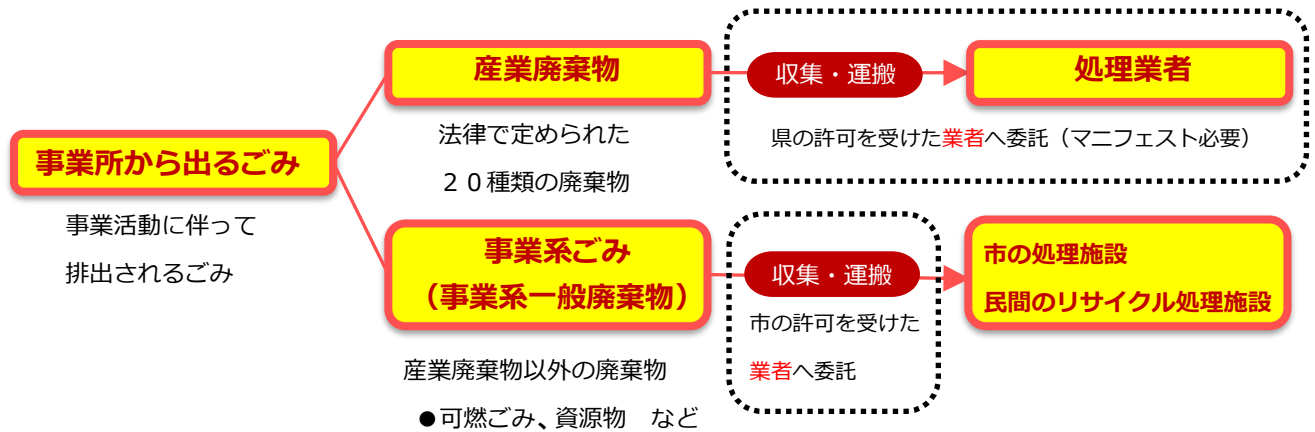 事業所から出るごみ
事業活動に伴って
排出されるごみ
産業廃棄物
法律で定められた
２０種類の廃棄物
収集・運搬
処理業者
県の許可を受けた業者へ委託（マニフェスト必要）
事業系ごみ
（事業系一般廃棄物）
産業廃棄物以外の廃棄物
●可燃ごみ、資源物　など
収集・運搬
市の許可を受けた
業者へ委託
市の処理施設
民間のリサイクル処理施設